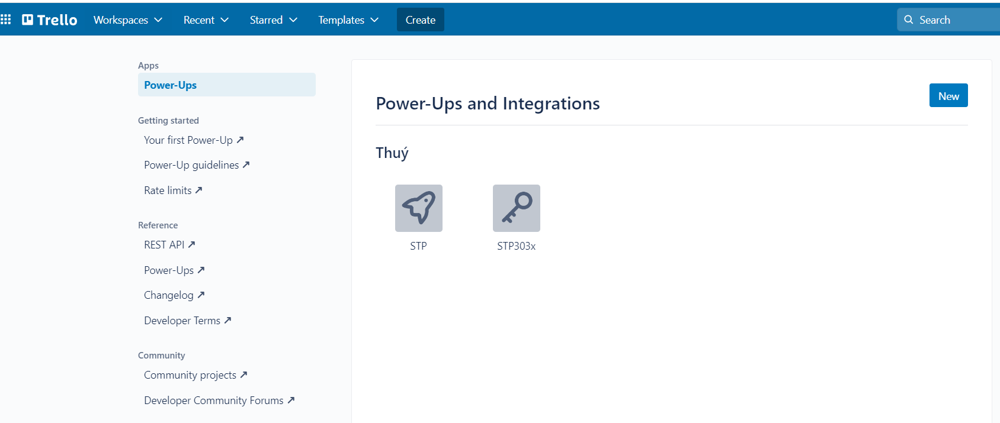 Trello Workspaces Recent Starred Templates Create Search
Apps
Power-Ups
Getting started
Your first Power-Up
Power-Up guidelines
Rate limits
Reference
REST API
Power-Ups
Changelog
Developer Terms
Community
Community projects
Developer Community Forums
Power-Ups and Integrations
New
Thuý
STP
STP303x